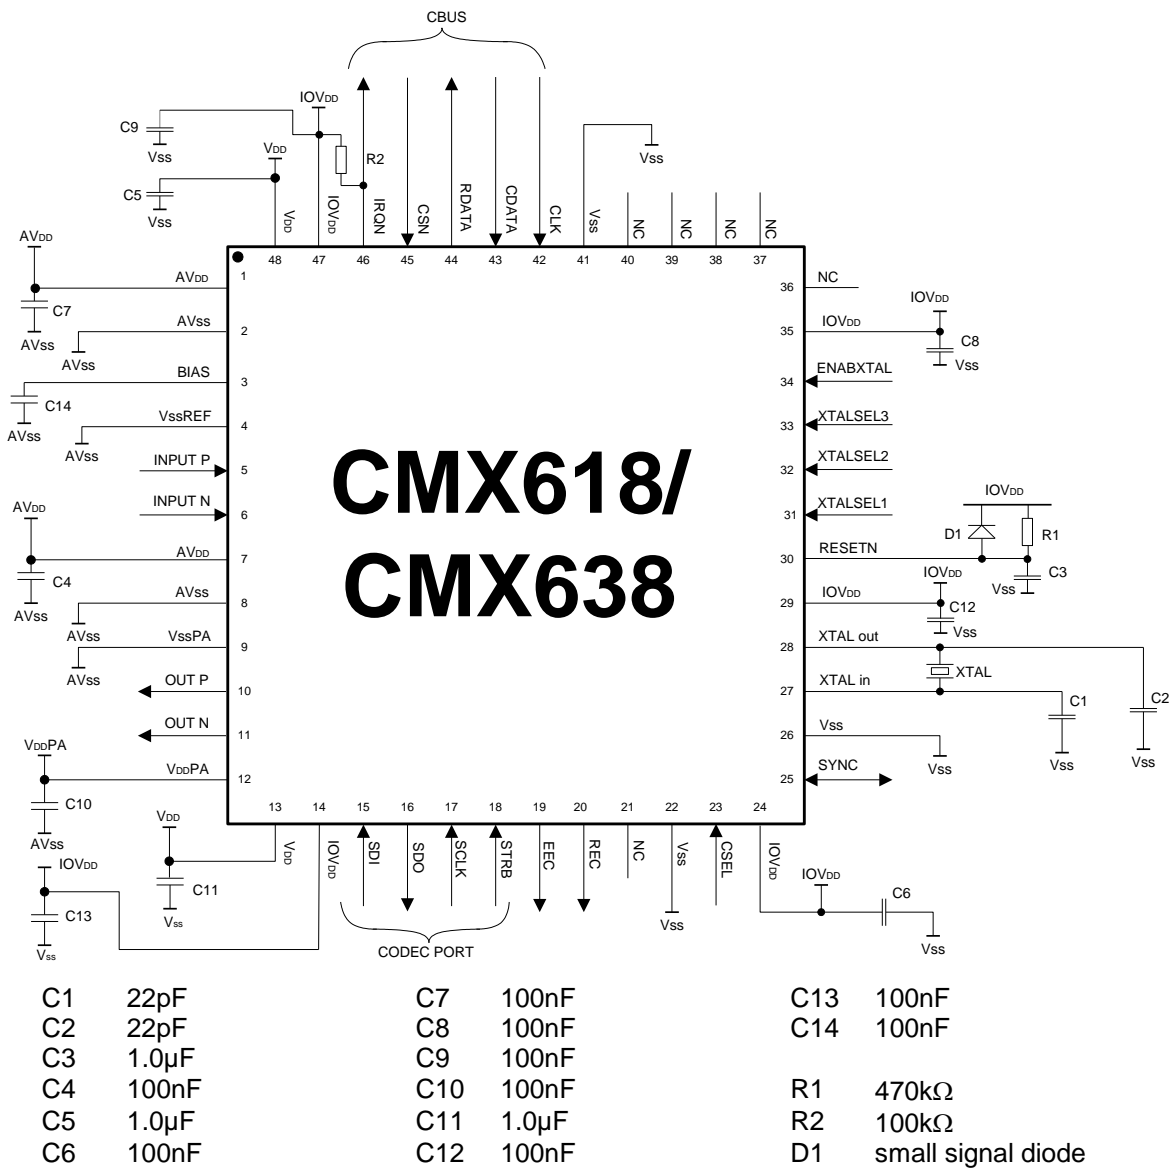 CBUS
IOVDD
C9
Vss
R2
VDD
C5
Vss
VDD
IOVDD
IRQN
CSN
RDATA
CDATA
CLK
Vss
Vss
NC
NC
NC
NC
48 47 46 45 44 43 42 41 40 39 38 37
AVDD
AVDD
1
C7
AVss
AVss
2
AVss
BIAS
3
C14
AVss
VssREF
4
AVss
INPUT P
5
INPUT N
6
AVDD
AVDD
7
C4
AVss
AVss
8
AVss
VssPA
9
AVss
OUT P
10
OUT N
11
VDDPA
VDDPA
12
C10
AVss
CMX618/
CMX638
36
NC
35
IOVDD
IOVDD
C8
Vss
34
ENABXTAL
33
XTALSEL3
32
XTALSEL2
31
XTALSEL1
IOVDD
D1
R1
30
RESETN
C3
Vss
29
IOVDD
IOVDD
C12
Vss
28
XTAL out
XTAL
27
XTAL in
C1
C2
Vss
Vss
26
Vss
Vss
25
SYNC
13 14 15 16 17 18 19 20 21 22 23 24
VDD
IOVDD
SDI
SDO
SCLK
STRB
EEC
REC
NC
Vss
CSEL
IOVDD
VDD
C11
Vss
IOVDD
C13
Vss
CODEC PORT
Vss
IOVDD
C6
Vss
C1 22pF
C2 22pF
C3 1.0µF
C4 100nF
C5 1.0µF
C6 100nF
C7 100nF
C8 100nF
C9 100nF
C10 100nF
C11 1.0µF
C12 100nF
C13 100nF
C14 100nF
R1 470kΩ
R2 100kΩ
D1 small signal diode